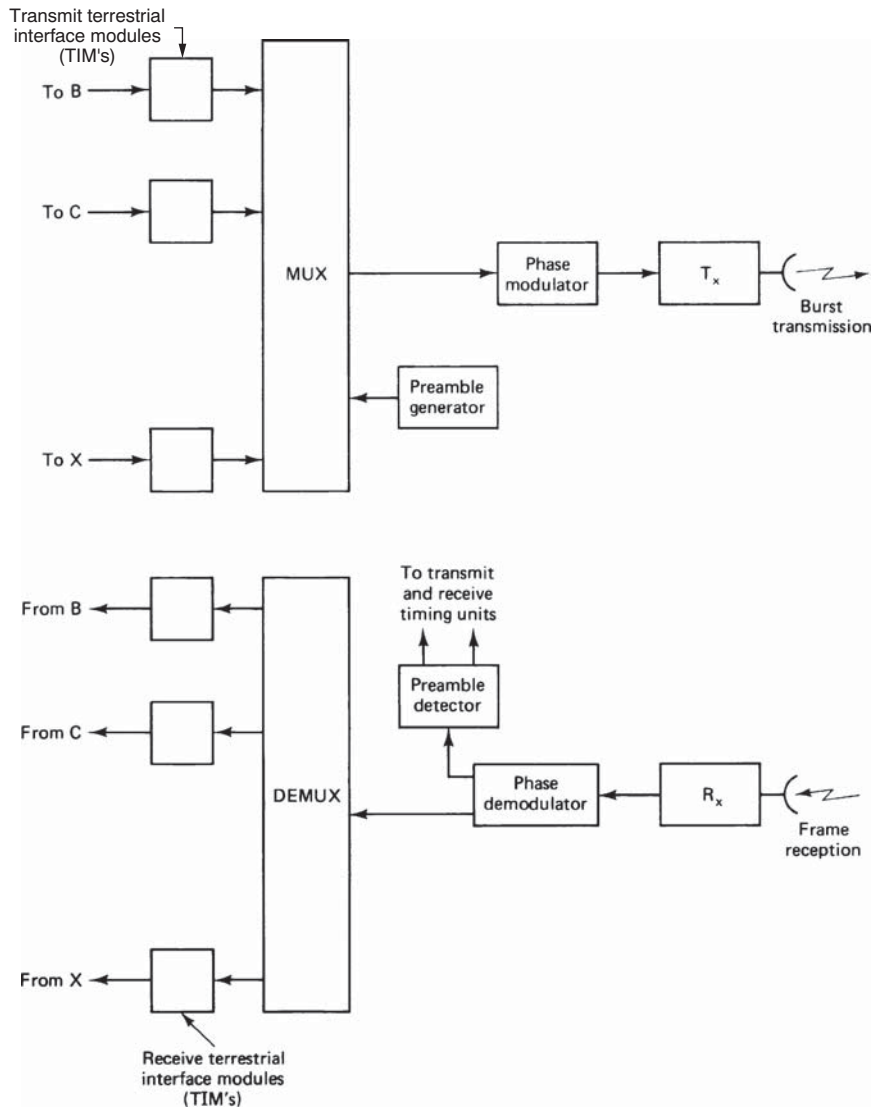 Transmit terrestrial
interface modules
(TIM's)
To B
To C
MUX
Phase
modulator
Tx
Burst
transmission
Preamble
generator
To X
From B
To transmit
and receive
timing units
Preamble
detector
From C
DEMUX
Phase
demodulator
Rx
Frame
reception
From X
Receive terrestrial
interface modules
(TIM's)